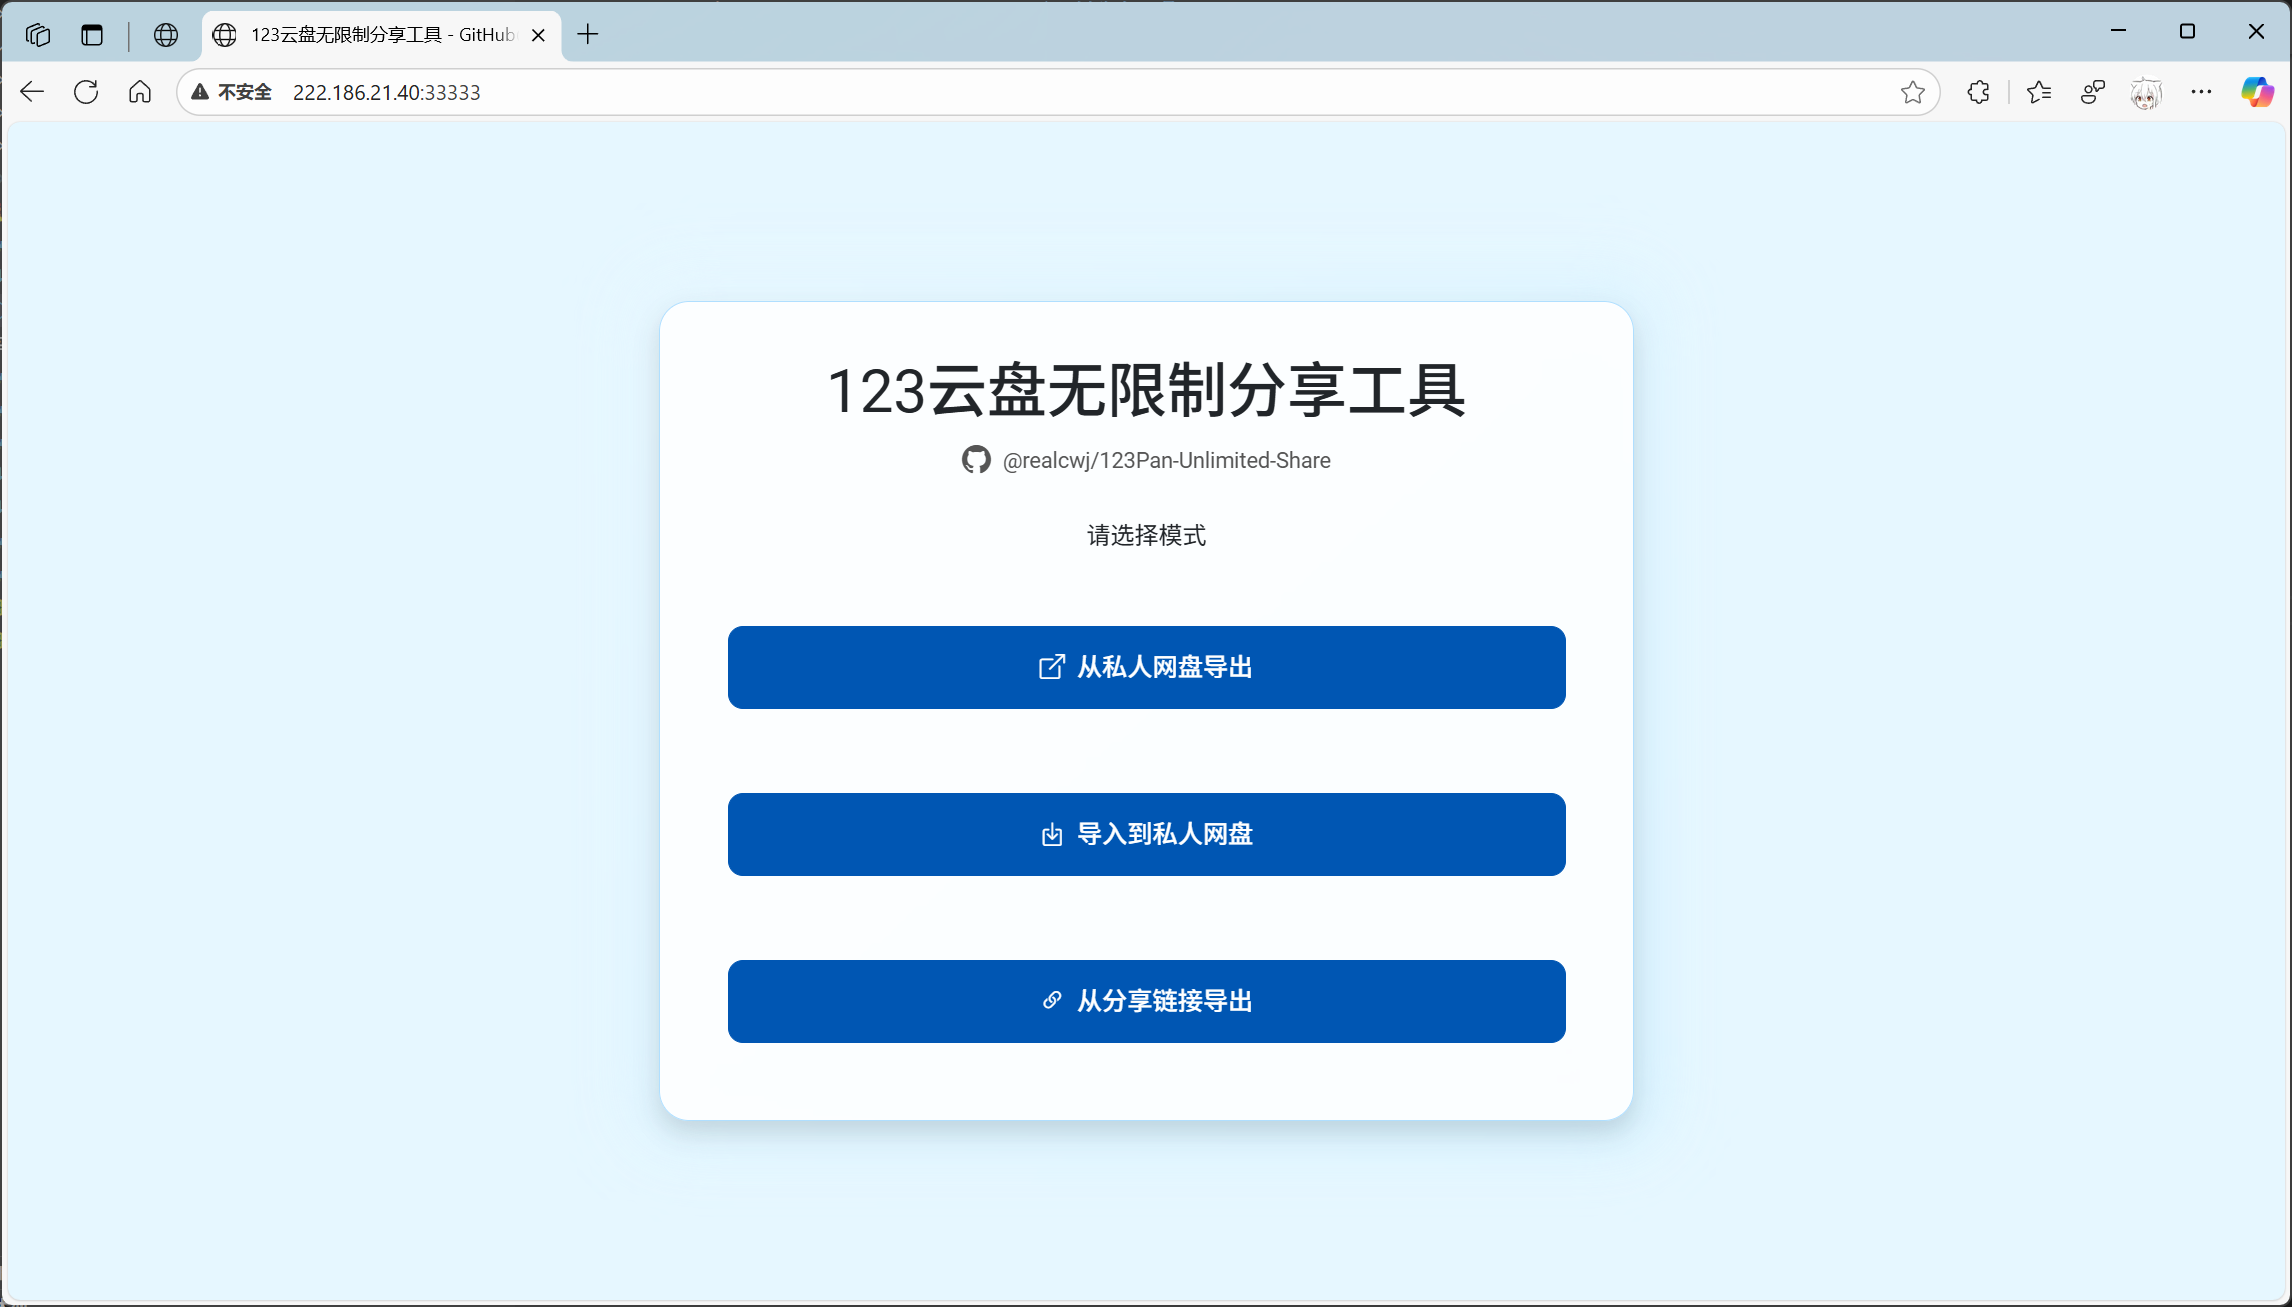 123云盘无限制分享工具 - GitHub
不安全 222.186.21.40:33333
123云盘无限制分享工具
@realcwj/123Pan-Unlimited-Share
请选择模式
从私人网盘导出
导入到私人网盘
从分享链接导出